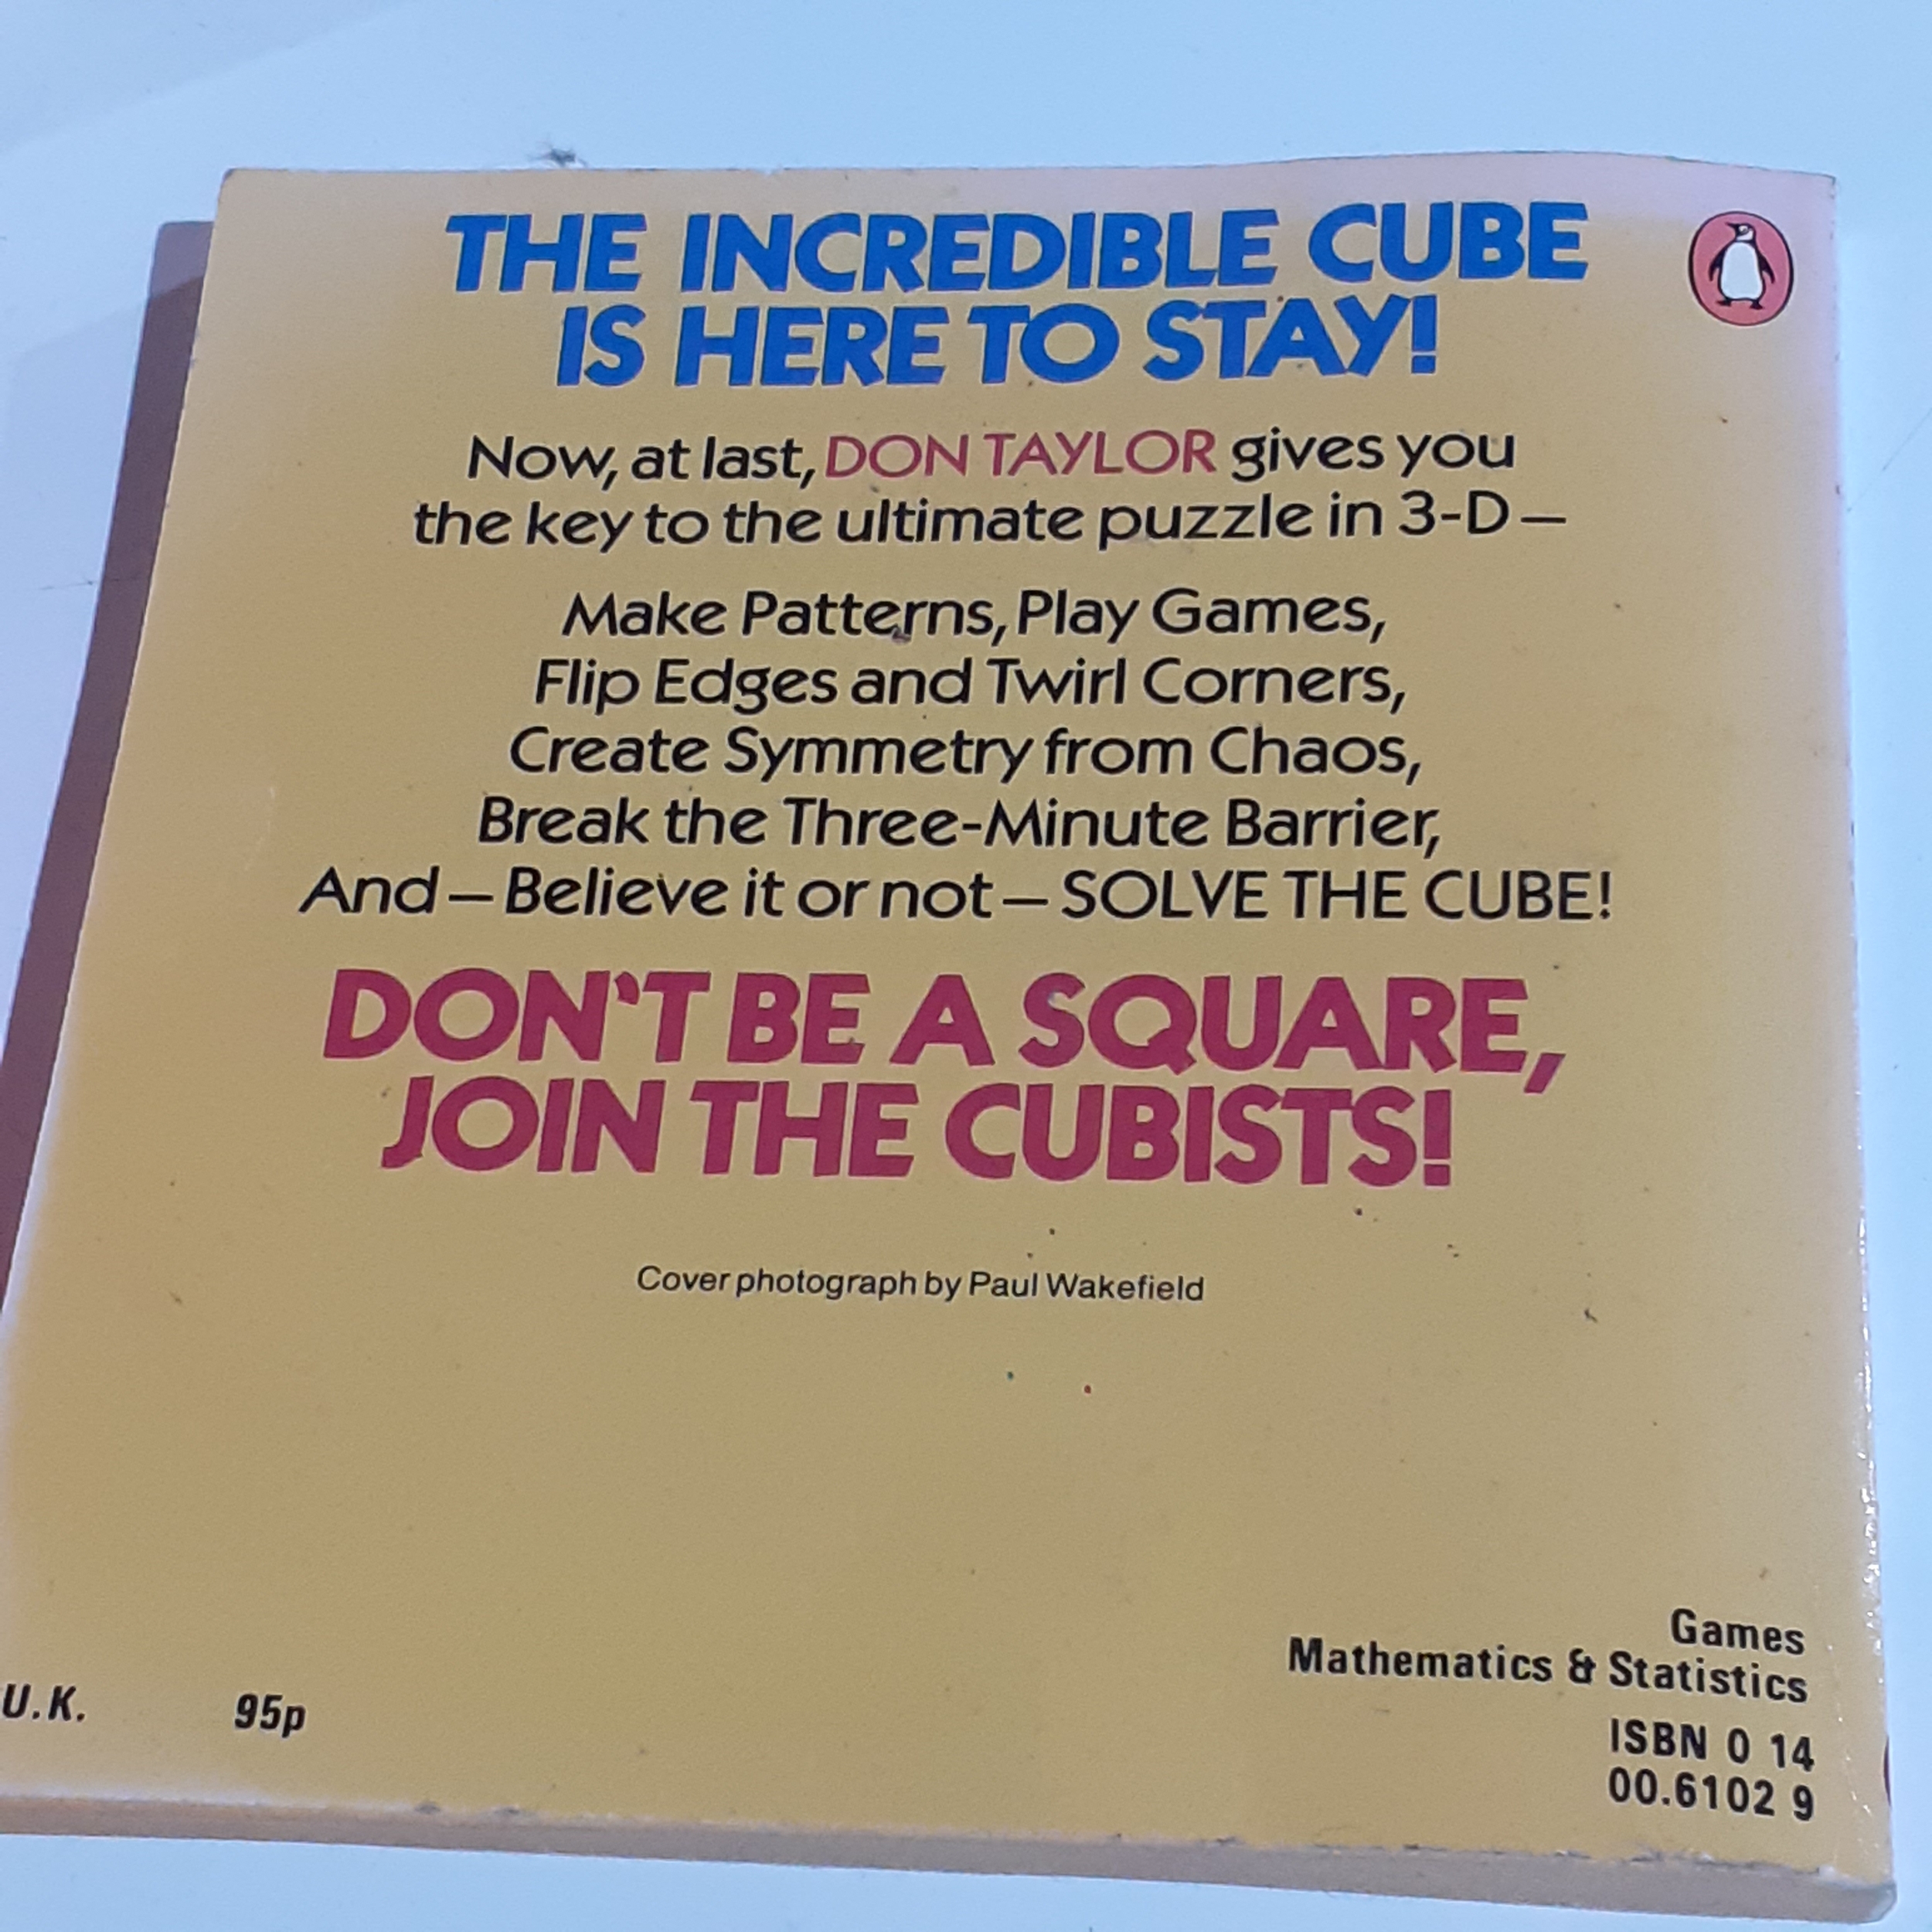 THE INCREDIBLE CUBE
IS HERE TO STAY!
Now, at last, DON TAYLOR gives you
the key to the ultimate puzzle in 3-D –
Make Patterns, Play Games,
Flip Edges and Twirl Corners,
Create Symmetry from Chaos,
Break the Three-Minute Barrier,
And – Believe it or not – SOLVE THE CUBE!
DON'T BE A SQUARE,
JOIN THE CUBISTS!
Cover photograph by Paul Wakefield
U.K. 95p
Games
Mathematics & Statistics
ISBN 0 14
00.6102 9